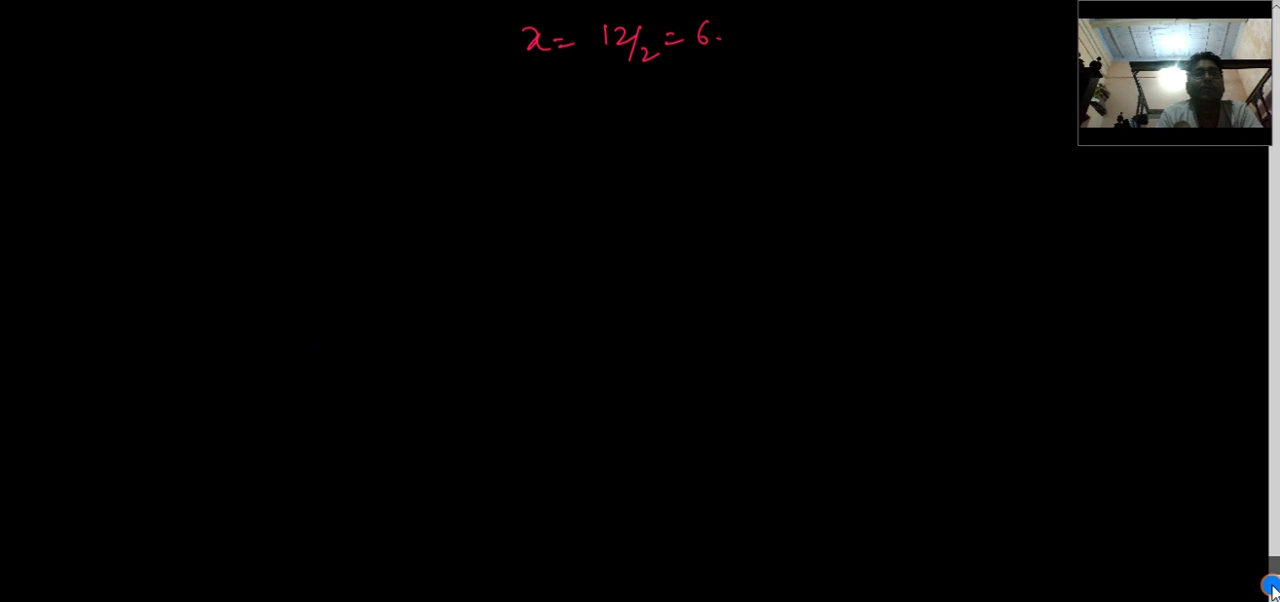 x = 12/2 = 6.